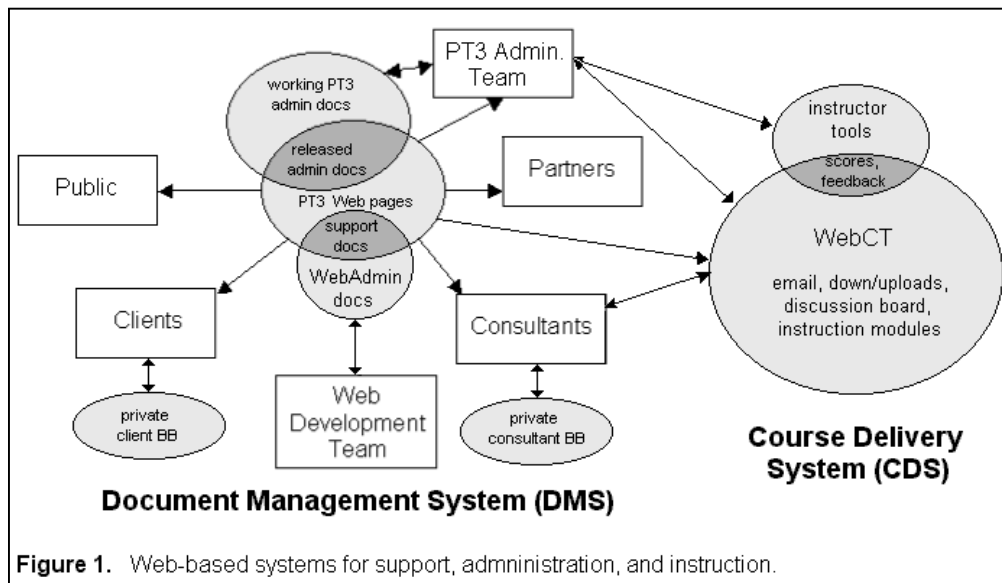 PT3 Admin.
Team
working PT3
admin docs
instructor
tools
released
admin docs
scores,
feedback
Public
Partners
PT3 Web pages
support
docs
WebCT
WebAdmin
docs
email, down/uploads,
discussion board,
instruction modules
Clients
Consultants
private
client BB
Web
Development
Team
private
consultant BB
Course Delivery
System (CDS)
Document Management System (DMS)
Figure 1. Web-based systems for support, admninistration, and instruction.